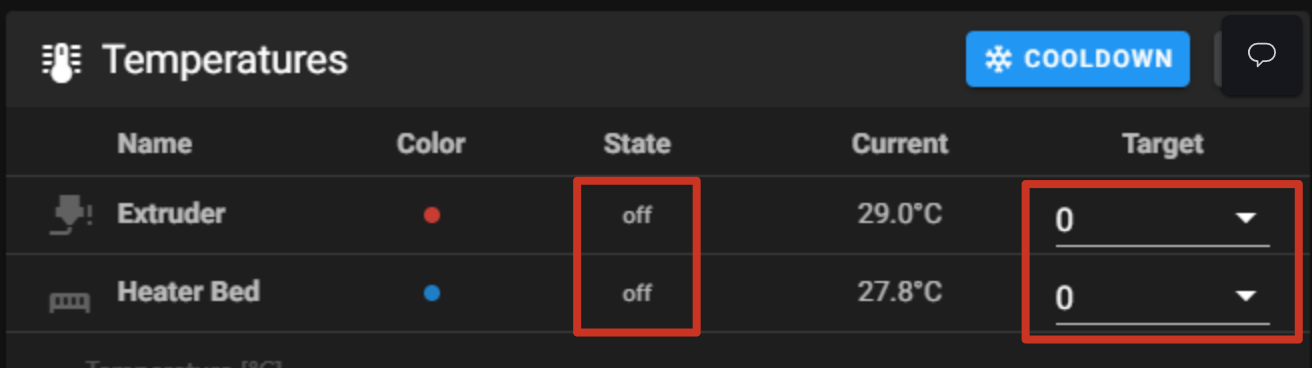 Temperatures COOLDOWN
Name Color State Current Target
Extruder off 29.0°C 0
Heater Bed off 27.8°C 0
Temperature [°C]